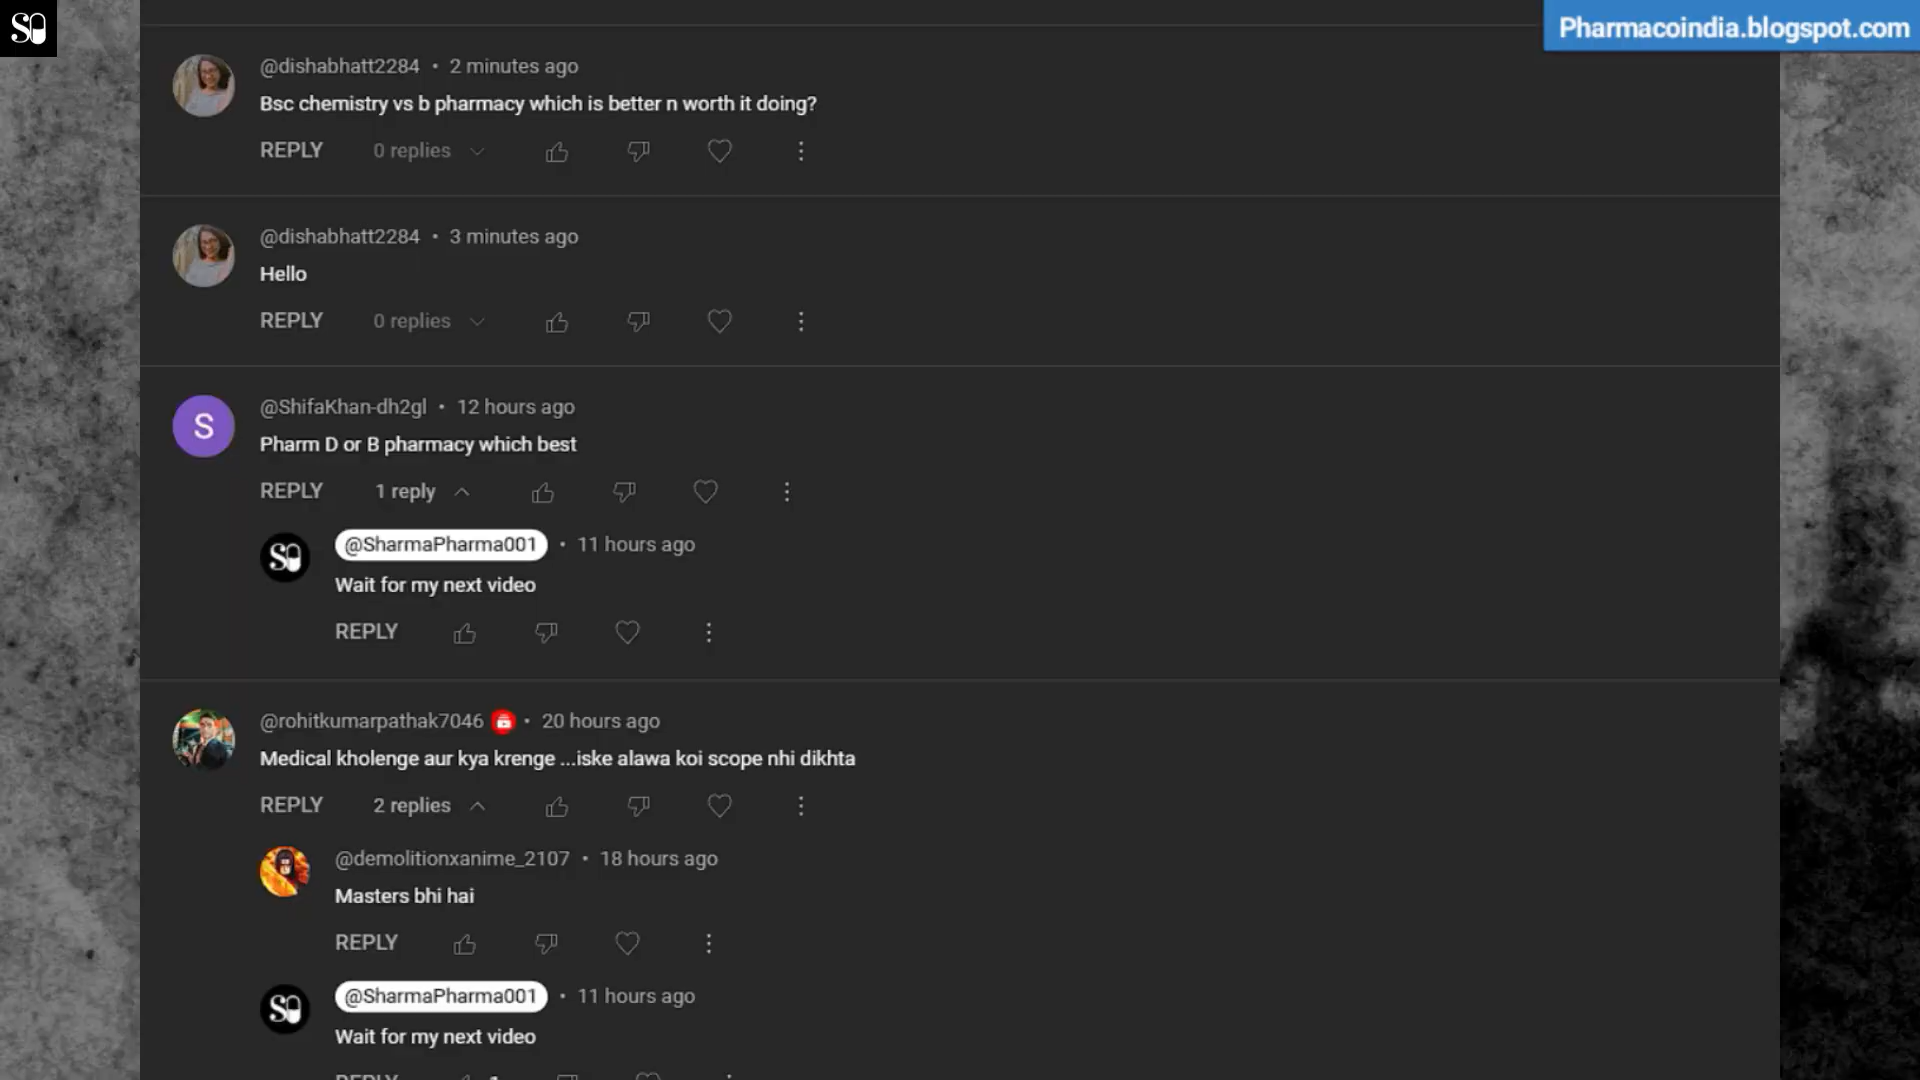 Pharmacoindia.blogspot.com
@dishabhatt2284 • 2 minutes ago
Bsc chemistry vs b pharmacy which is better n worth it doing?
REPLY 0 replies
@dishabhatt2284 • 3 minutes ago
Hello
REPLY 0 replies
S
@ShifaKhan-dh2gl • 12 hours ago
Pharm D or B pharmacy which best
REPLY 1 reply
@SharmaPharma001 • 11 hours ago
Wait for my next video
REPLY
@rohitkumarpathak7046 • 20 hours ago
Medical kholenge aur kya krenge ...iske alawa koi scope nhi dikhta
REPLY 2 replies
@demolitionxanime_2107 • 18 hours ago
Masters bhi hai
REPLY
@SharmaPharma001 • 11 hours ago
Wait for my next video
REPLY 1